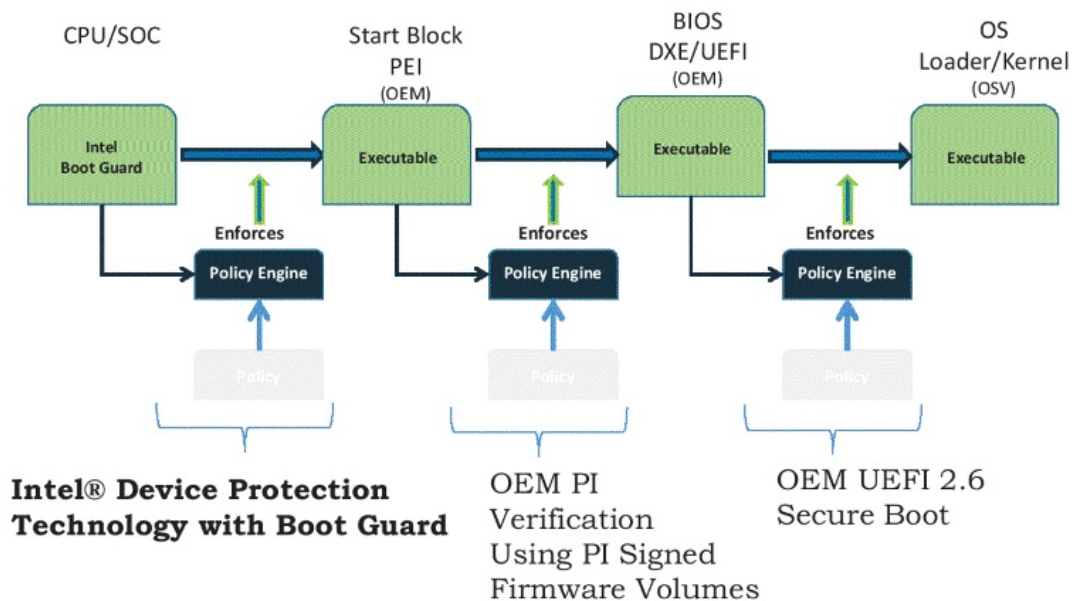 CPU/SOC
Start Block
PEI
(OEM)
BIOS
DXE/UEFI
(OEM)
OS
Loader/Kernel
(OSV)
Intel
Boot Guard
Executable
Executable
Executable
Enforces
Enforces
Enforces
Policy Engine
Policy Engine
Policy Engine
Policy
Policy
Policy
Intel® Device Protection
Technology with Boot Guard
OEM PI
Verification
Using PI Signed
Firmware Volumes
OEM UEFI 2.6
Secure Boot